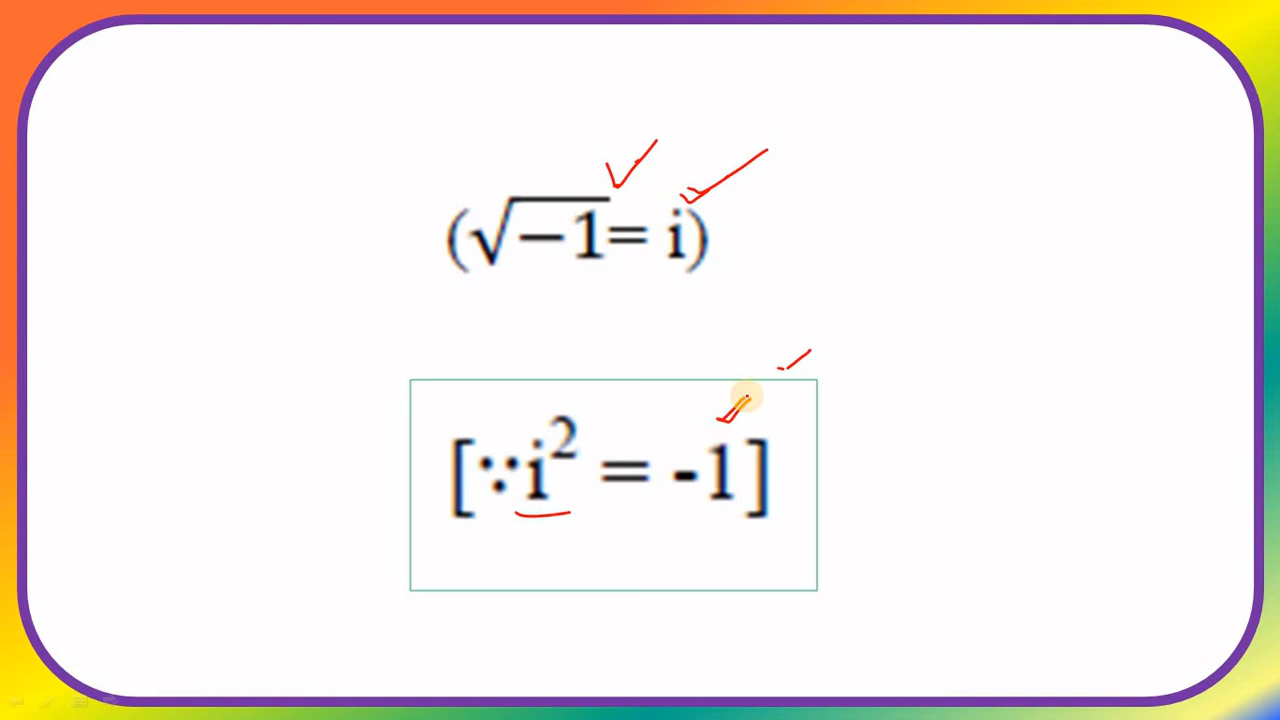 (√−1= i)
[∵i² = -1]